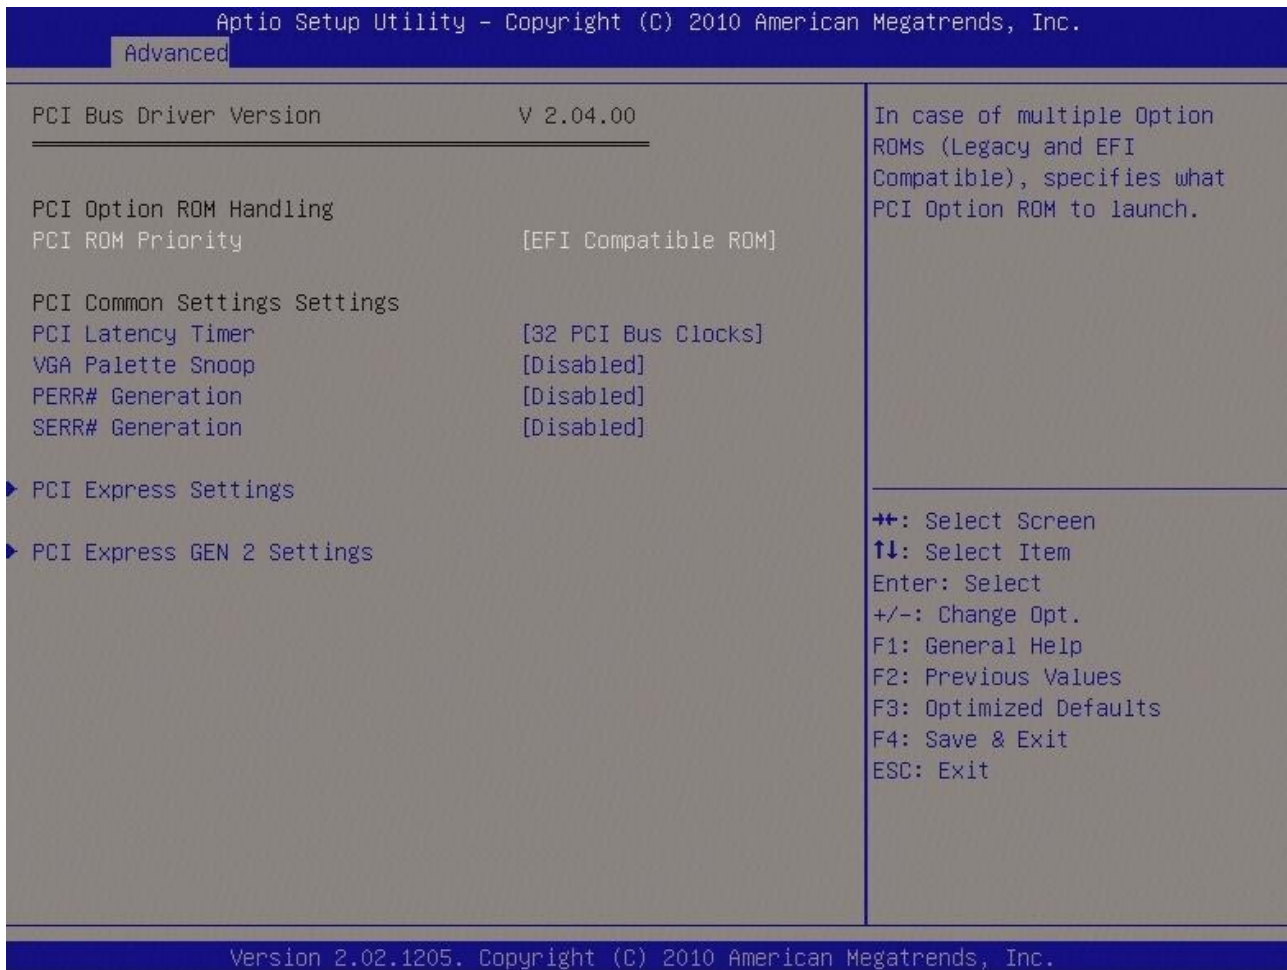 Aptio Setup Utility – Copyright (C) 2010 American Megatrends, Inc.
Advanced
PCI Bus Driver Version V 2.04.00
PCI Option ROM Handling
PCI ROM Priority [EFI Compatible ROM]
PCI Common Settings Settings
PCI Latency Timer [32 PCI Bus Clocks]
VGA Palette Snoop [Disabled]
PERR# Generation [Disabled]
SERR# Generation [Disabled]
PCI Express Settings
PCI Express GEN 2 Settings
In case of multiple Option
ROMs (Legacy and EFI
Compatible), specifies what
PCI Option ROM to launch.
→←: Select Screen
↑↓: Select Item
Enter: Select
+/-: Change Opt.
F1: General Help
F2: Previous Values
F3: Optimized Defaults
F4: Save & Exit
ESC: Exit
Version 2.02.1205. Copyright (C) 2010 American Megatrends, Inc.